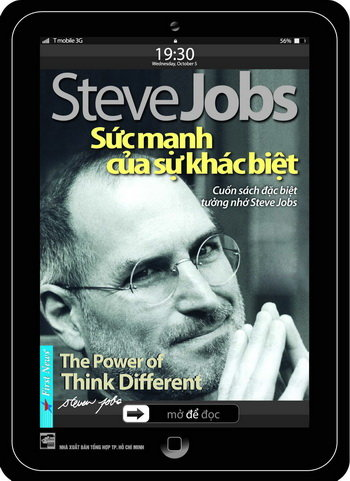 T mobile 3G 56%
19:30
Wednesday, October 5
Steve Jobs
Sức mạnh
của sự khác biệt
Cuốn sách đặc biệt
tưởng nhớ Steve Jobs
First News
The Power of
Think Different
steven jobs
mở để đọc
NHÀ XUẤT BẢN TỔNG HỢP TP. HỒ CHÍ MINH